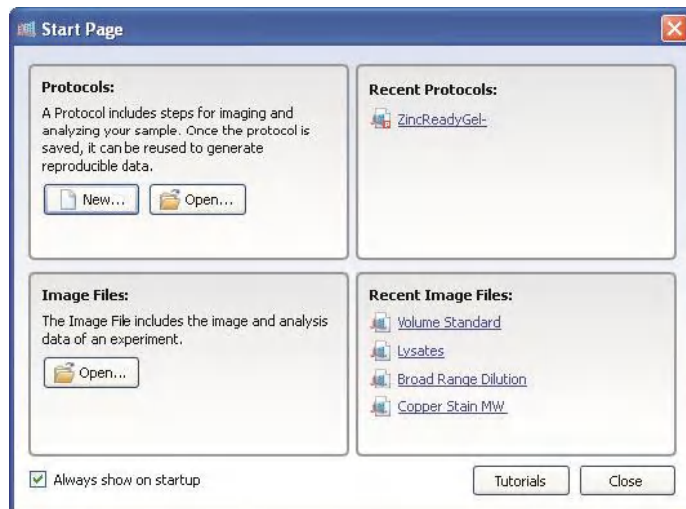 Start Page
Protocols:
A Protocol includes steps for imaging and
analyzing your sample. Once the protocol is
saved, it can be reused to generate
reproducible data.
New...
Open...
Recent Protocols:
ZincReadyGel-
Image Files:
The Image File includes the image and analysis
data of an experiment.
Open...
Recent Image Files:
Volume Standard
Lysates
Broad Range Dilution
Copper Stain MW
Always show on startup
Tutorials
Close